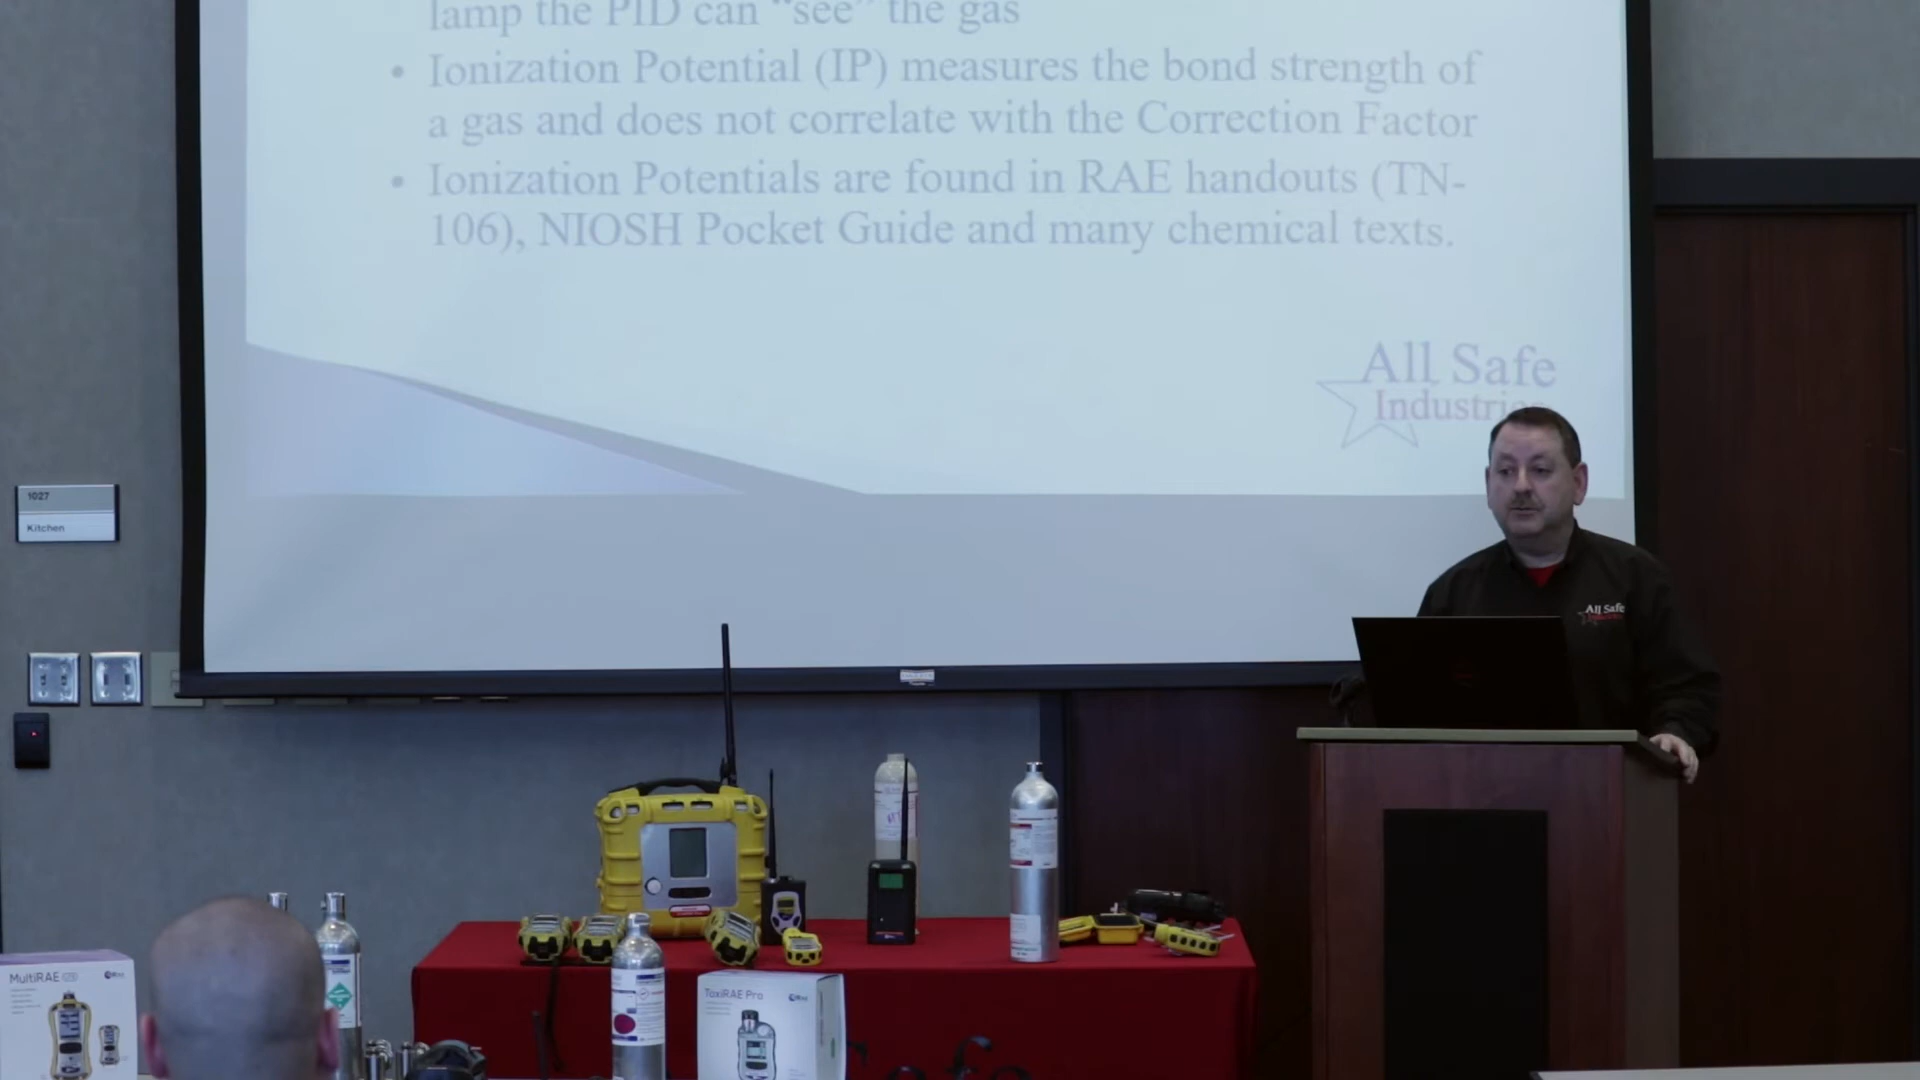 lamp the PID can “see” the gas
• Ionization Potential (IP) measures the bond strength of
a gas and does not correlate with the Correction Factor
• Ionization Potentials are found in RAE handouts (TN-
106), NIOSH Pocket Guide and many chemical texts.
All Safe
Industries
1027
Kitchen
All Safe
MultiRAE
ToxiRAE Pro